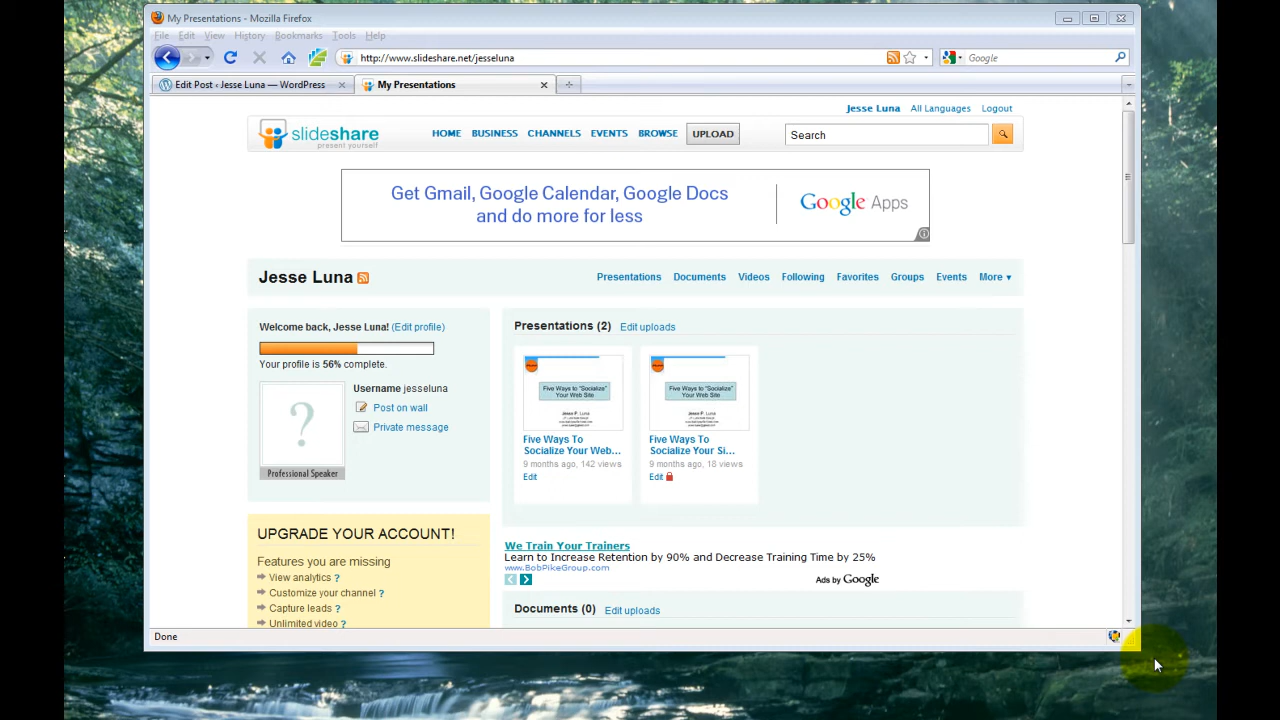 My Presentations - Mozilla Firefox
File Edit View History Bookmarks Tools Help
http://www.slideshare.net/jesseluna
Google
Edit Post ‹ Jesse Luna — WordPress
My Presentations
Jesse Luna All Languages Logout
slideshare
present yourself
HOME BUSINESS CHANNELS EVENTS BROWSE UPLOAD
Search
Get Gmail, Google Calendar, Google Docs
and do more for less
Google Apps
Jesse Luna
Presentations Documents Videos Following Favorites Groups Events More ▾
Welcome back, Jesse Luna! (Edit profile)
Your profile is 56% complete.
Username jesseluna
Post on wall
Private message
?
Professional Speaker
Presentations (2) Edit uploads
Five Ways to "Socialize"
Your Web Site
Jesse P. Luna
Five Ways To
Socialize Your Web...
9 months ago, 142 views
Edit
Five Ways to "Socialize"
Your Web Site
Jesse P. Luna
Five Ways To
Socialize Your Si...
9 months ago, 18 views
Edit
UPGRADE YOUR ACCOUNT!
Features you are missing
View analytics ?
Customize your channel ?
Capture leads ?
Unlimited video ?
We Train Your Trainers
Learn to Increase Retention by 90% and Decrease Training Time by 25%
www.BobPikeGroup.com
Ads by Google
Documents (0) Edit uploads
Done